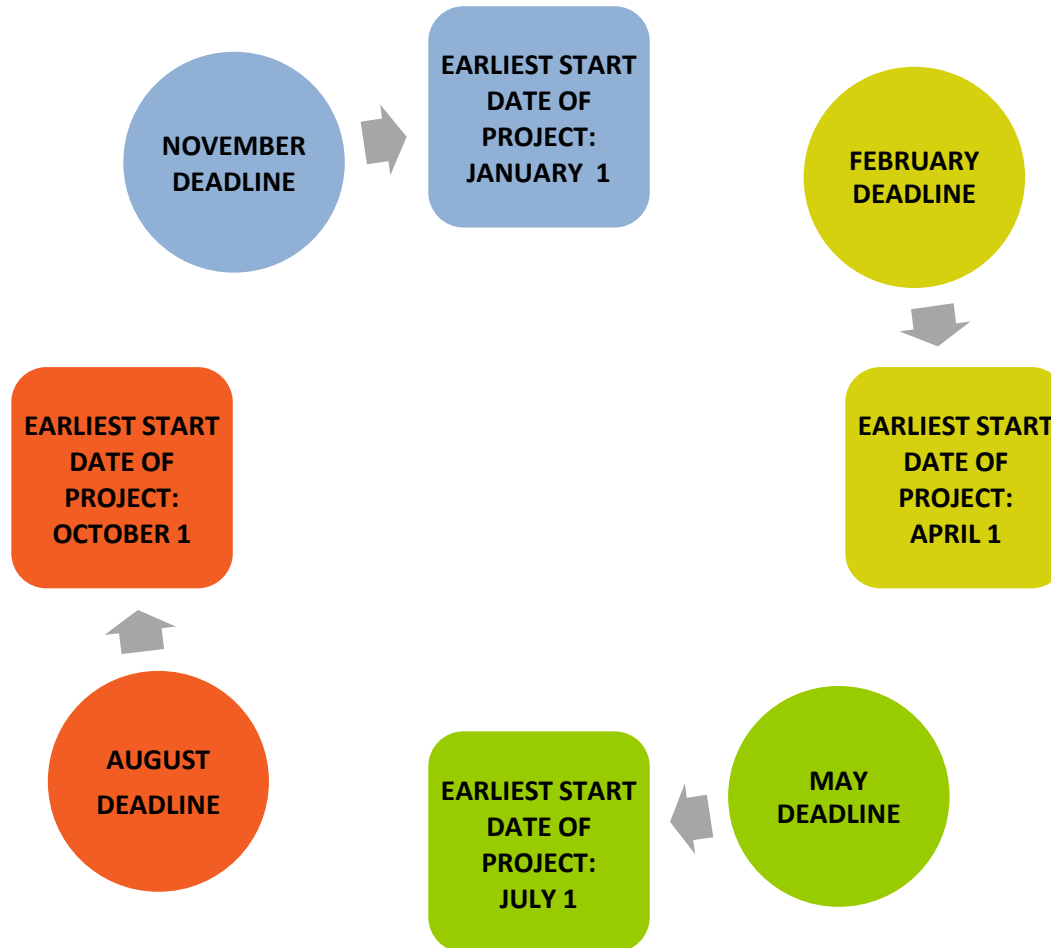 NOVEMBER
DEADLINE
EARLIEST START
DATE OF
PROJECT:
JANUARY 1
FEBRUARY
DEADLINE
EARLIEST START
DATE OF
PROJECT:
APRIL 1
MAY
DEADLINE
EARLIEST START
DATE OF
PROJECT:
JULY 1
AUGUST
DEADLINE
EARLIEST START
DATE OF
PROJECT:
OCTOBER 1